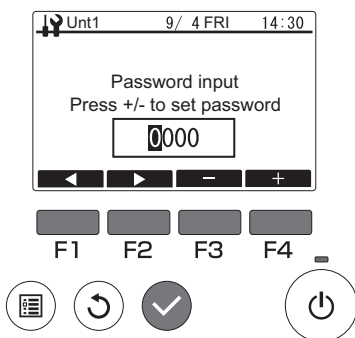 Unt1 9/ 4 FRI 14:30
Password input
Press +/- to set password
0000
◀ ▶ − +
F1 F2 F3 F4